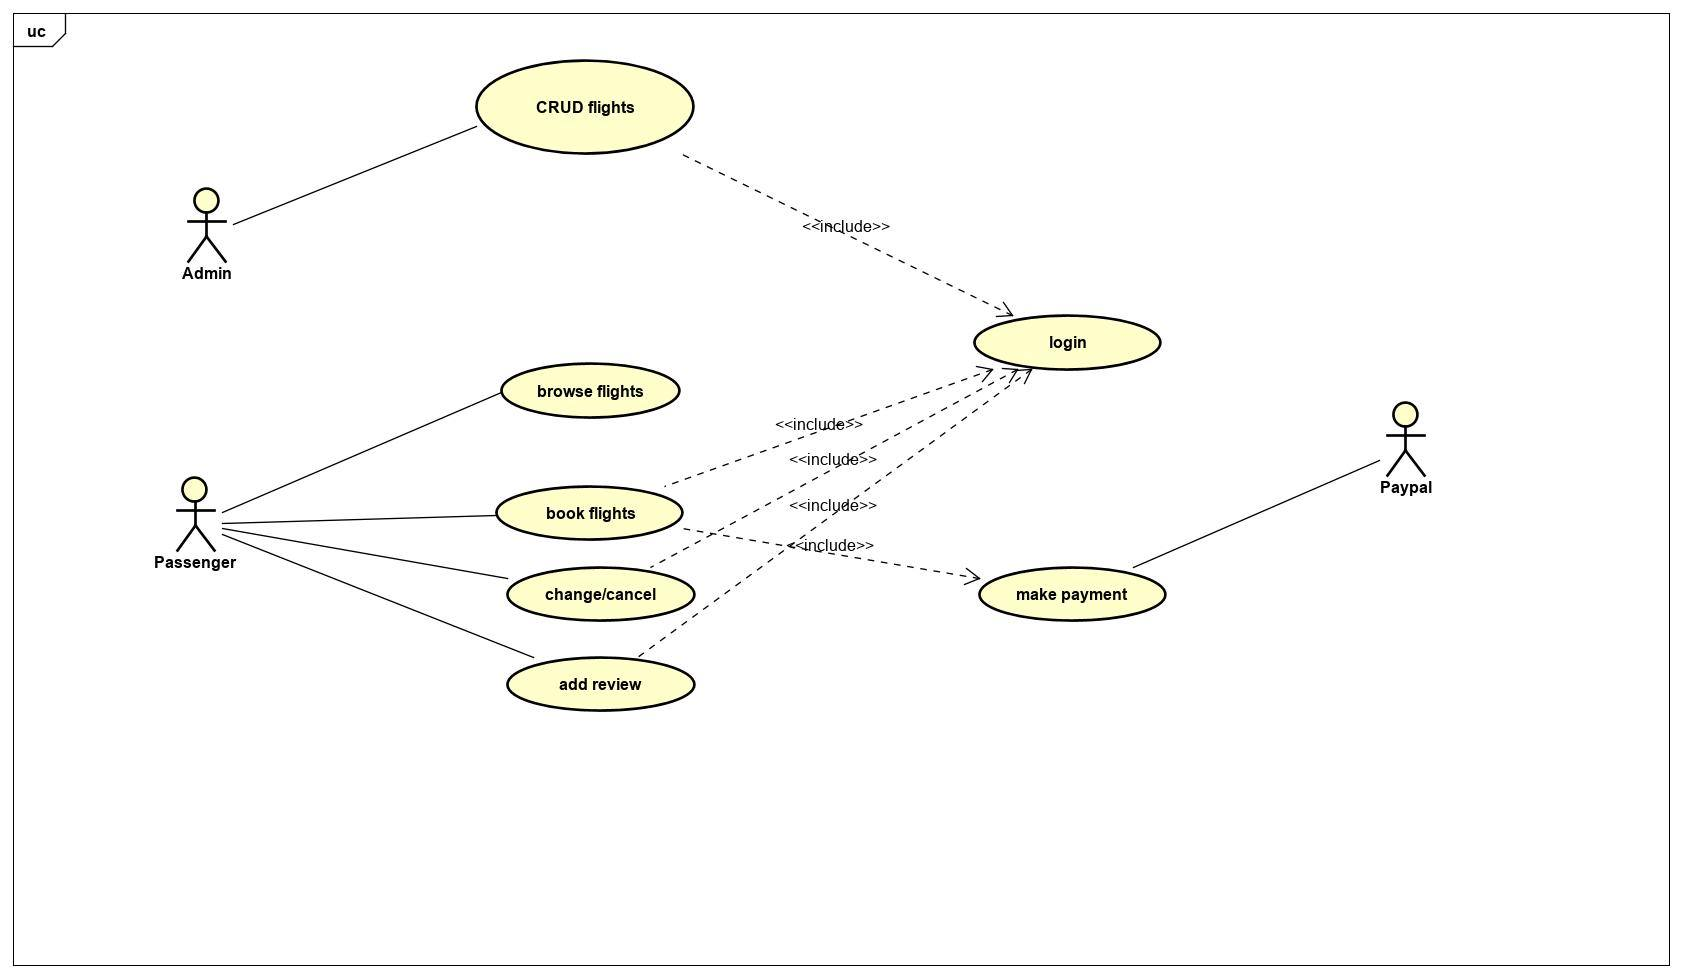 uc
CRUD flights
<<include>>
Admin
login
browse flights
<<include>>
<<include>>
Paypal
<<include>>
book flights
<<include>>
Passenger
change/cancel
make payment
add review